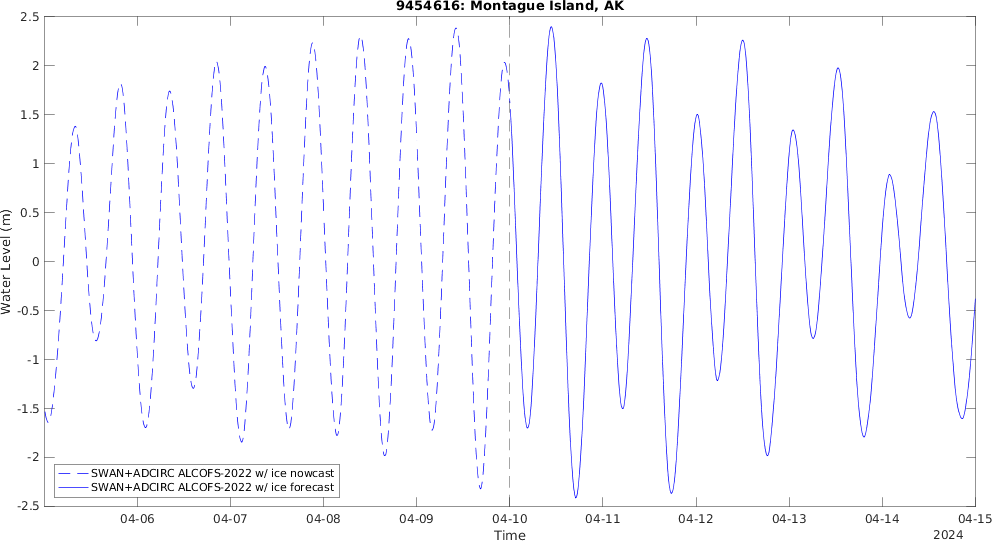 9454616: Montague Island, AK
2.5
2
1.5
1
0.5
0
-0.5
-1
-1.5
-2
-2.5
Water Level (m)
SWAN+ADCIRC ALCOFS-2022 w/ ice nowcast
SWAN+ADCIRC ALCOFS-2022 w/ ice forecast
04-06 04-07 04-08 04-09 04-10 04-11 04-12 04-13 04-14 04-15
Time
2024